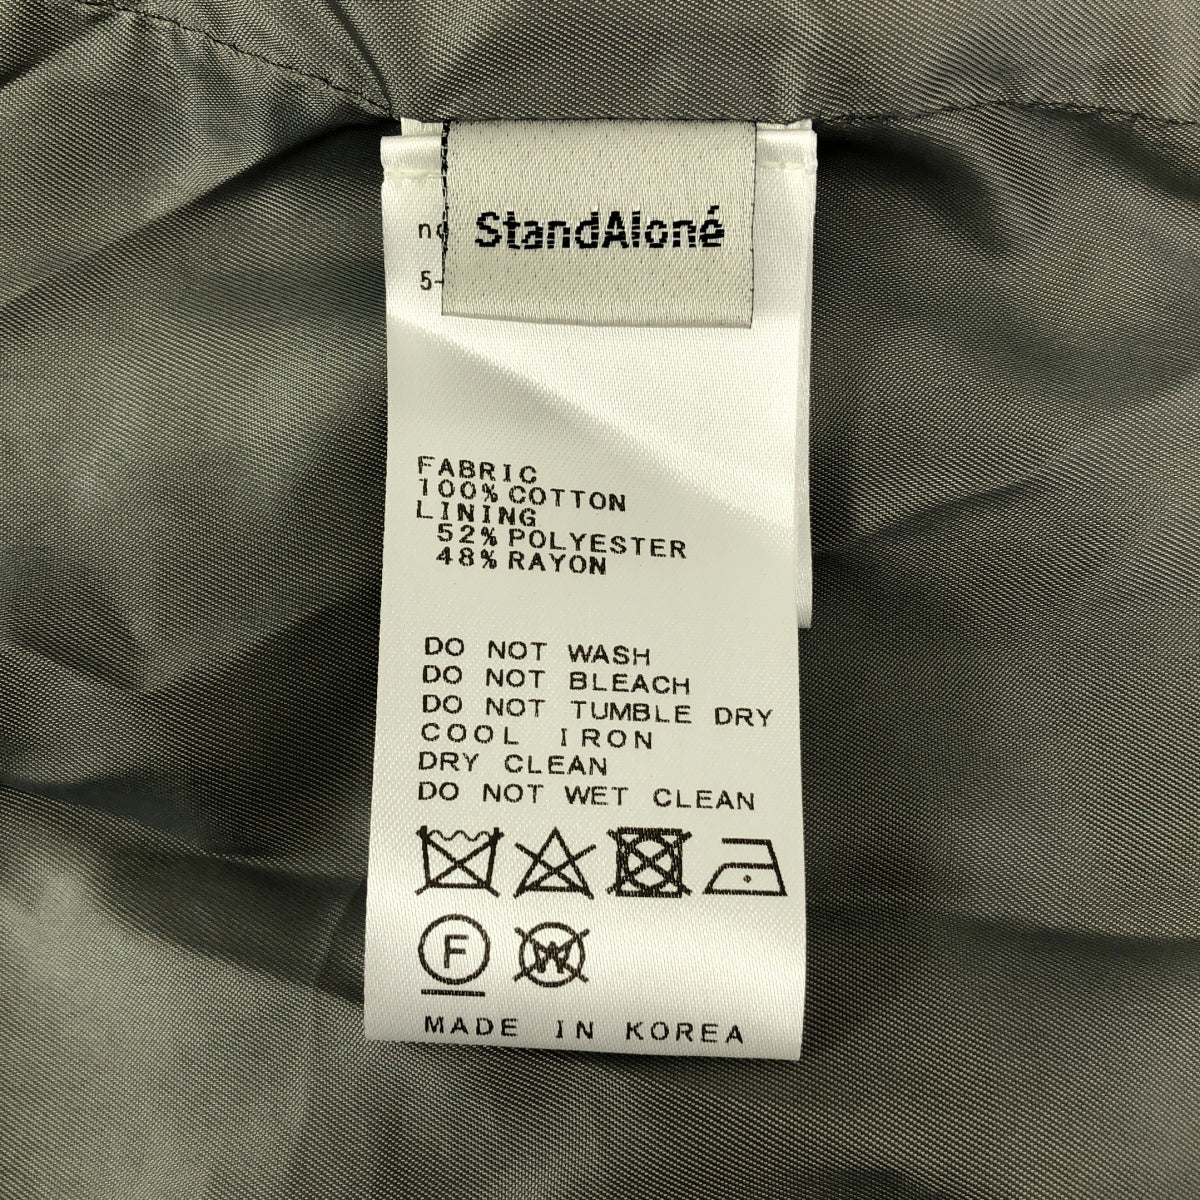 StandAloné
5-
FABRIC
100% COTTON
LINING
52% POLYESTER
48% RAYON
DO NOT WASH
DO NOT BLEACH
DO NOT TUMBLE DRY
COOL IRON
DRY CLEAN
DO NOT WET CLEAN
F
W
MADE IN KOREA